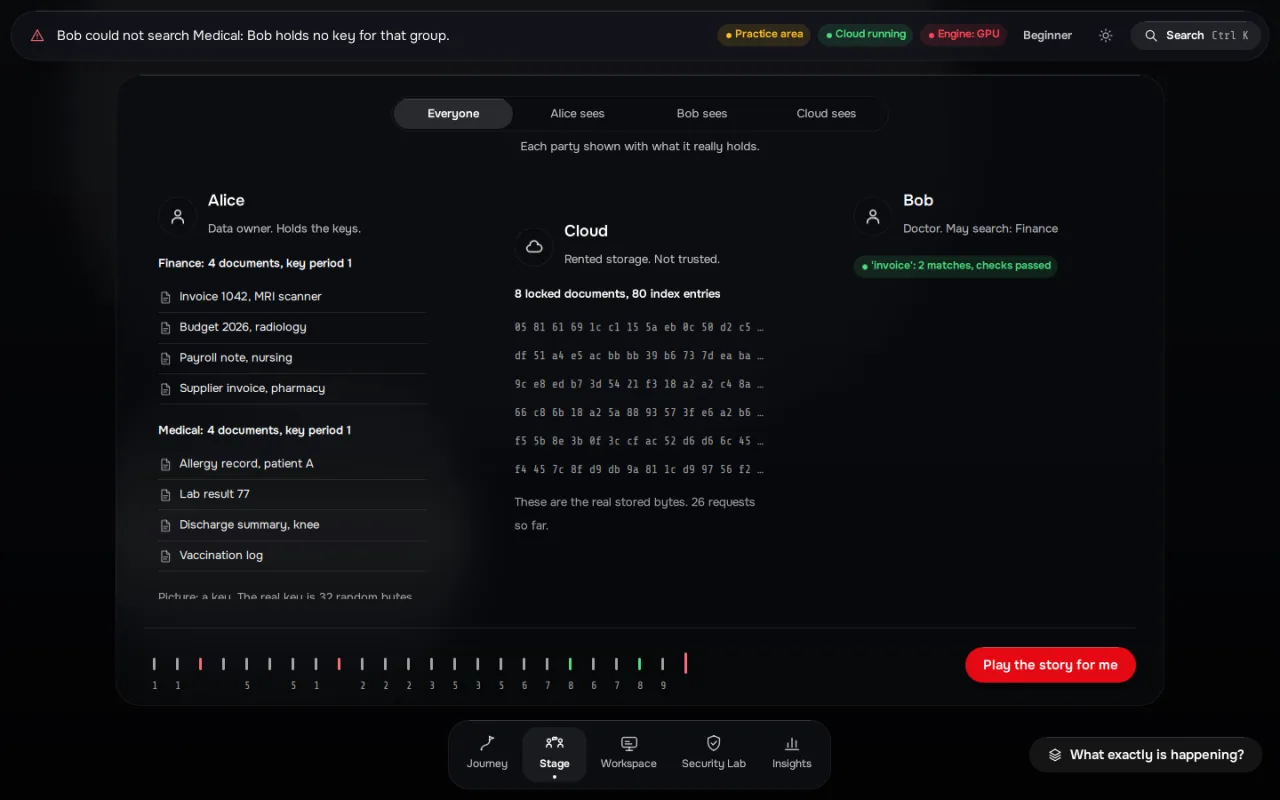 Bob could not search Medical: Bob holds no key for that group.
Practice area
Cloud running
Engine: GPU
Beginner
Search Ctrl K
Everyone
Alice sees
Bob sees
Cloud sees
Each party shown with what it really holds.
Alice
Data owner. Holds the keys.
Finance: 4 documents, key period 1
Invoice 1042, MRI scanner
Budget 2026, radiology
Payroll note, nursing
Supplier invoice, pharmacy
Medical: 4 documents, key period 1
Allergy record, patient A
Lab result 77
Discharge summary, knee
Vaccination log
Picture: a key. The real key is 32 random bytes
Cloud
Rented storage. Not trusted.
8 locked documents, 80 index entries
05 81 61 69 1c c1 15 5a eb 0c 50 d2 c5 …
df 51 a4 e5 ac bb bb 39 b6 73 7d ea ba …
9c e8 ed b7 3d 54 21 f3 18 a2 a2 c4 8a …
66 c8 6b 18 a2 5a 88 93 57 3f e6 a2 b6 …
f5 5b 8e 3b 0f 3c cf ac 52 d6 d6 6c 45 …
f4 45 7c 8f d9 db 9a 81 1c d9 97 56 f2 …
These are the real stored bytes. 26 requests
so far.
Bob
Doctor. May search: Finance
'invoice': 2 matches, checks passed
1 1 5 5 1 2 2 2 3 5 3 5 6 7 8 6 7 8 9
Play the story for me
Journey
Stage
Workspace
Security Lab
Insights
What exactly is happening?